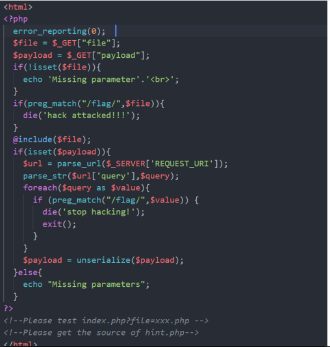 <html>
<?php
error_reporting(0);
$file = $_GET["file"];
$payload = $_GET["payload"];
if(!isset($file)){
echo 'Missing parameter'.'<br>';
}
if(preg_match("/flag/",$file)){
die('hack attacked!!!');
}
@include($file);
if(isset($payload)){
$url = parse_url($_SERVER['REQUEST_URI']);
parse_str($url['query'],$query);
foreach($query as $value){
if (preg_match("/flag/",$value)) {
die('stop hacking!');
exit();
}
}
$payload = unserialize($payload);
}else{
echo "Missing parameters";
}
?>
<!--Please test index.php?file=xxx.php -->
<!--Please get the source of hint.php-->
</html>